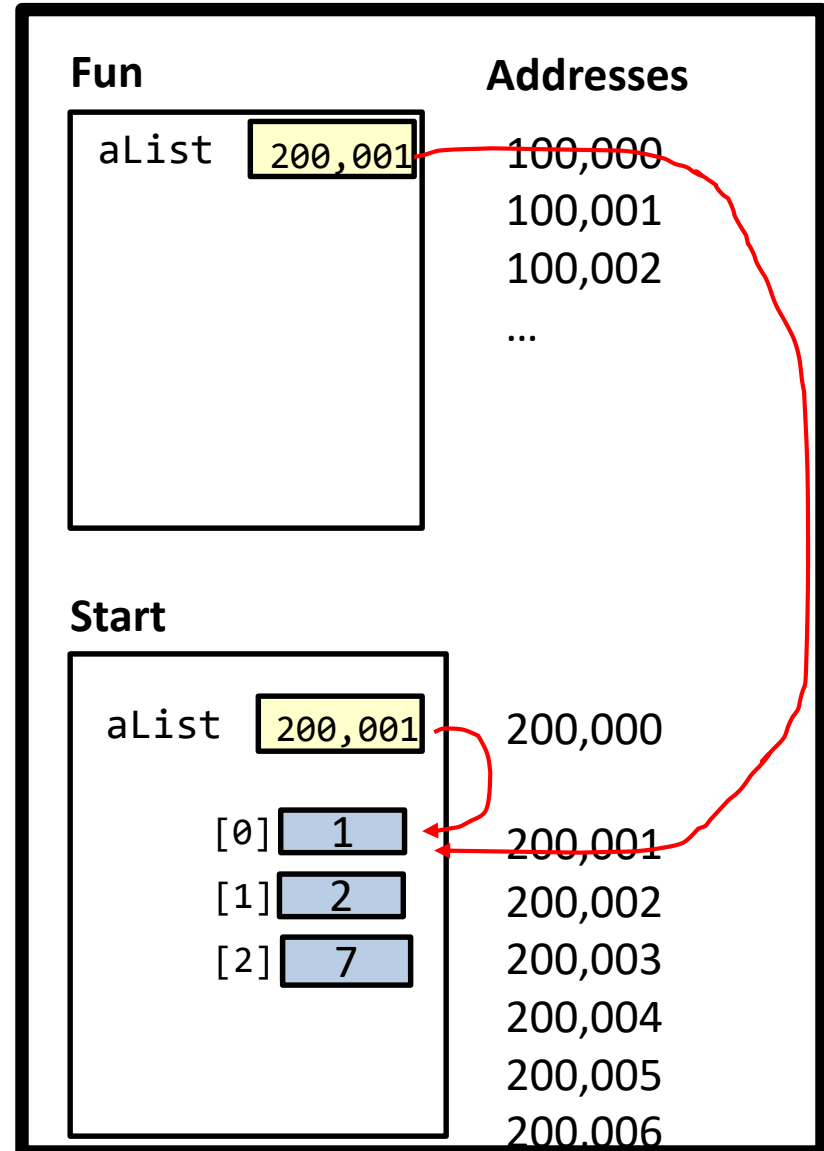 Fun Addresses
aList 200,001 100,000
100,001
100,002
…
Start
aList 200,001 200,000
[0] 1 200,001
[1] 2 200,002
[2] 7 200,003
200,004
200,005
200,006